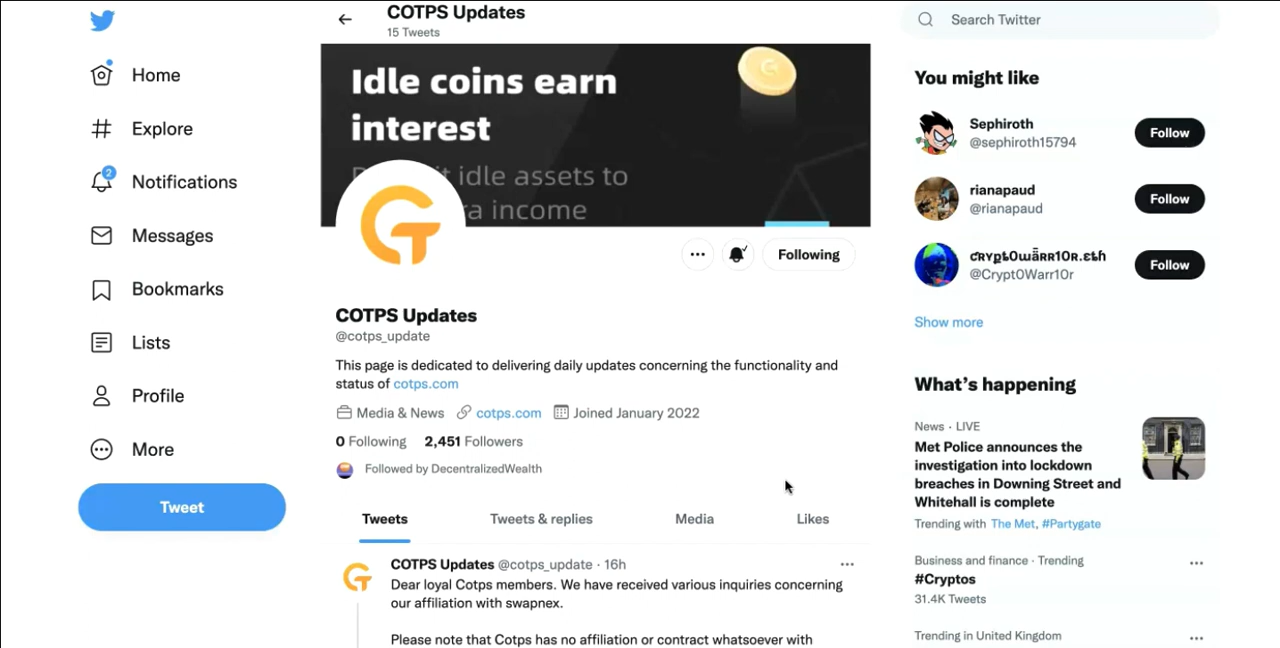 COTPS Updates
15 Tweets
Home
Explore
2
Notifications
Messages
Bookmarks
Lists
Profile
More
Tweet
Idle coins earn
interest
idle assets to
income
Following
COTPS Updates
@cotps_update
This page is dedicated to delivering daily updates concerning the functionality and
status of cotps.com
Media & News cotps.com Joined January 2022
0 Following 2,451 Followers
Followed by DecentralizedWealth
Tweets Tweets & replies Media Likes
COTPS Updates @cotps_update · 16h
Dear loyal Cotps members. We have received various inquiries concerning
our affiliation with swapnex.
Please note that Cotps has no affiliation or contract whatsoever with
Search Twitter
You might like
Sephiroth
@sephiroth15794
Follow
rianapaud
@rianapaud
Follow
@Crypt0Warr10r
Follow
Show more
What's happening
News · LIVE
Met Police announces the
investigation into lockdown
breaches in Downing Street and
Whitehall is complete
Trending with The Met, #Partygate
Business and finance · Trending
#Cryptos
31.4K Tweets
Trending in United Kingdom